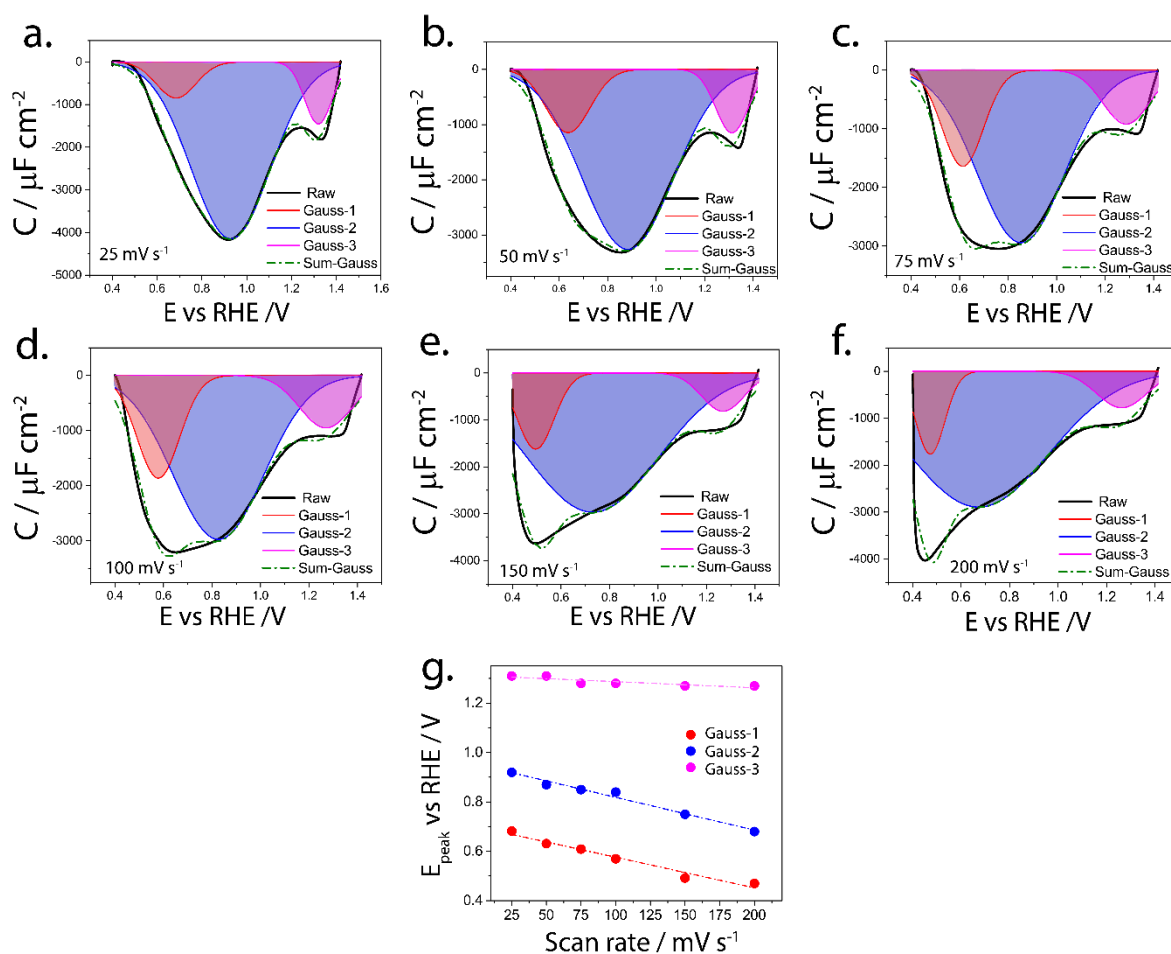 a.
0
-1000
-2000
-3000
-4000
-5000
0.4 0.6 0.8 1.0 1.2 1.4 1.6
C / µF cm-2
E vs RHE /V
25 mV s-1
Raw
Gauss-1
Gauss-2
Gauss-3
Sum-Gauss
b.
0
-1000
-2000
-3000
0.4 0.6 0.8 1.0 1.2 1.4
C / µF cm-2
E vs RHE /V
50 mV s-1
Raw
Gauss-1
Gauss-2
Gauss-3
Sum-Gauss
c.
0
-1000
-2000
-3000
0.4 0.6 0.8 1.0 1.2 1.4
C / µF cm-2
E vs RHE /V
75 mV s-1
Raw
Gauss-1
Gauss-2
Gauss-3
Sum-Gauss
d.
0
-1000
-2000
-3000
0.4 0.6 0.8 1.0 1.2 1.4
C / µF cm-2
E vs RHE /V
100 mV s-1
Raw
Gauss-1
Gauss-2
Gauss-3
Sum-Gauss
e.
0
-1000
-2000
-3000
-4000
0.4 0.6 0.8 1.0 1.2 1.4
C / µF cm-2
E vs RHE /V
150 mV s-1
Raw
Gauss-1
Gauss-2
Gauss-3
Sum-Gauss
f.
0
-1000
-2000
-3000
-4000
0.4 0.6 0.8 1.0 1.2 1.4
C / µF cm-2
E vs RHE /V
200 mV s-1
Raw
Gauss-1
Gauss-2
Gauss-3
Sum-Gauss
g.
1.2
1.0
0.8
0.6
0.4
25 50 75 100 125 150 175 200
Epeak vs RHE / V
Scan rate / mV s-1
Gauss-1
Gauss-2
Gauss-3